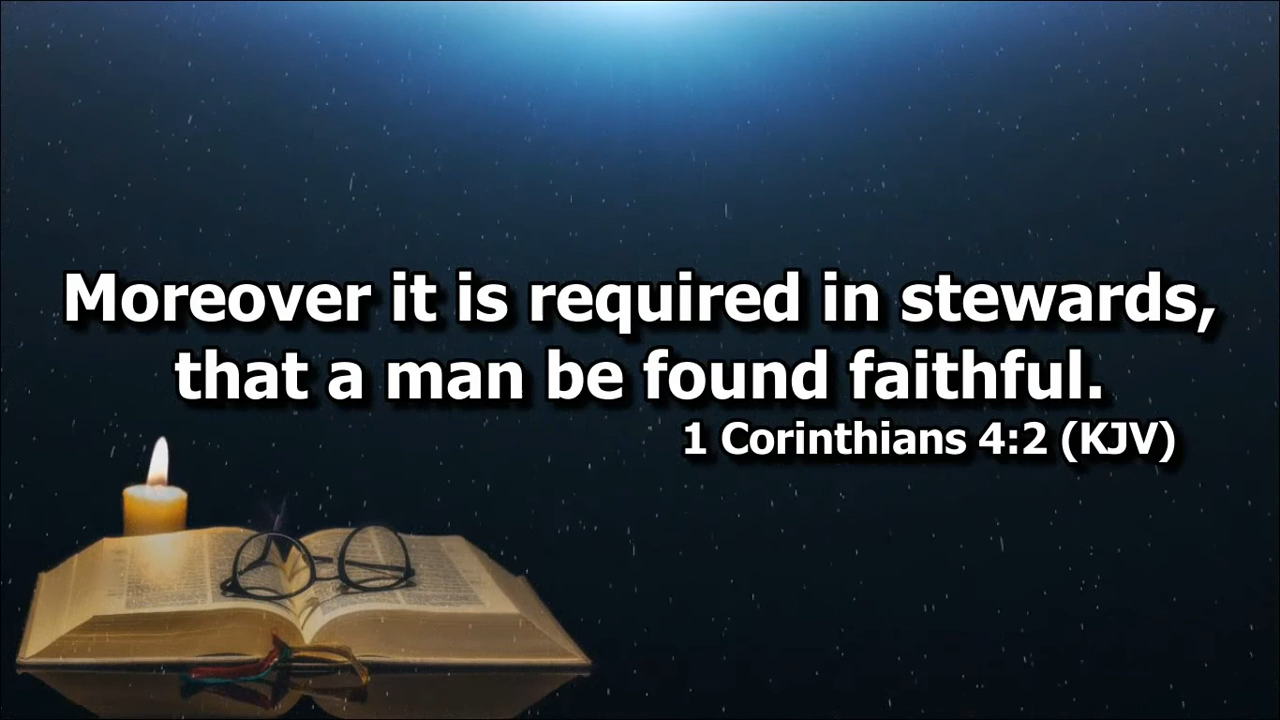 Moreover it is required in stewards,
that a man be found faithful.
1 Corinthians 4:2 (KJV)